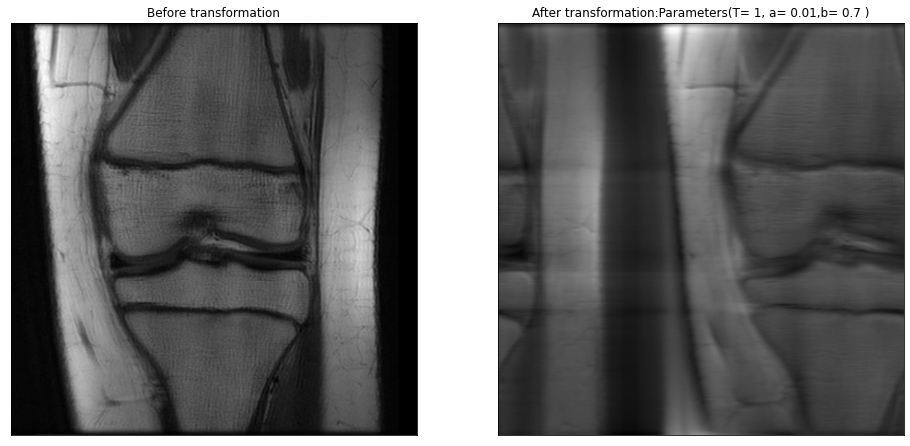 Before transformation
After transformation:Parameters(T= 1, a= 0.01,b= 0.7 )